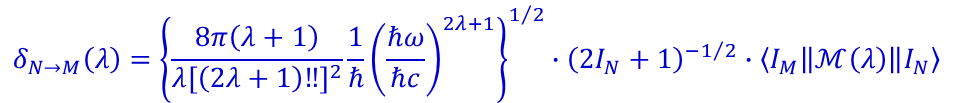 δ_{N→M}(λ) = {8π(λ + 1)/λ[(2λ + 1)!!]² 1/ħ (ħω/ħc)^{2λ+1}}^{1/2} · (2I_N + 1)^{−1/2} · ⟨I_M‖ℳ(λ)‖I_N⟩